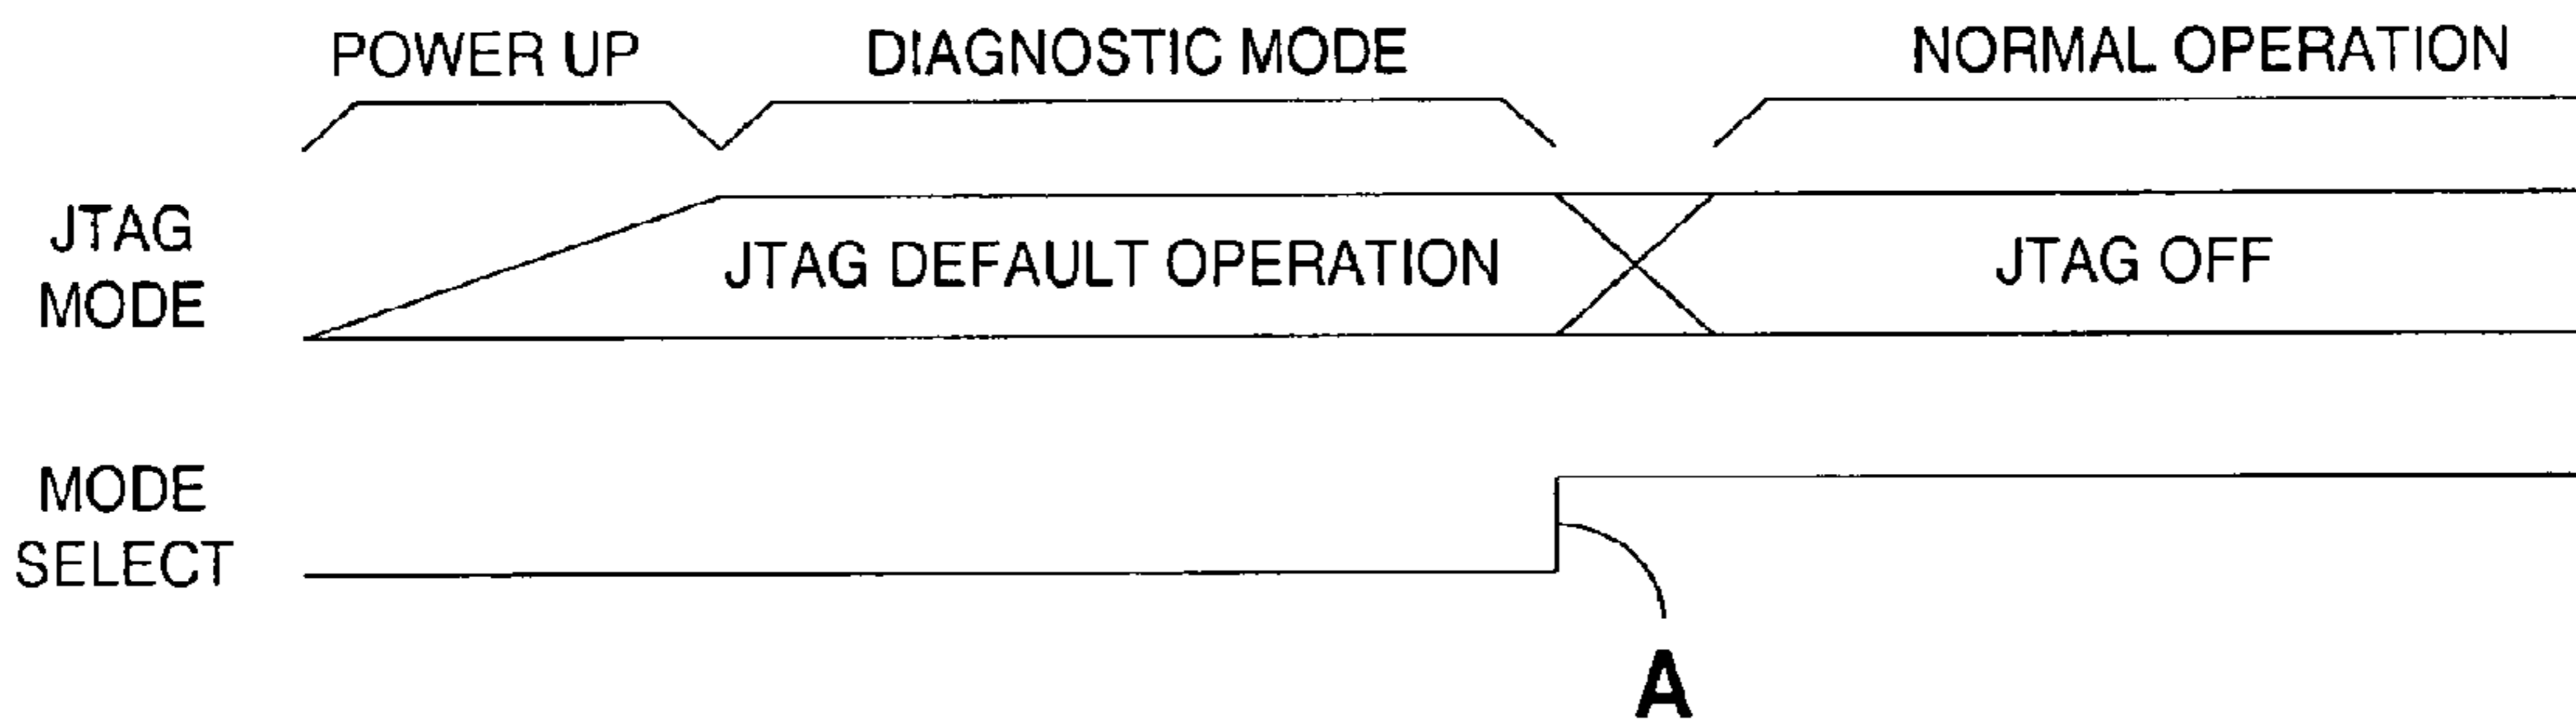 POWER UP
DIAGNOSTIC MODE
NORMAL OPERATION
JTAG
MODE
JTAG DEFAULT OPERATION
JTAG OFF
MODE
SELECT
A